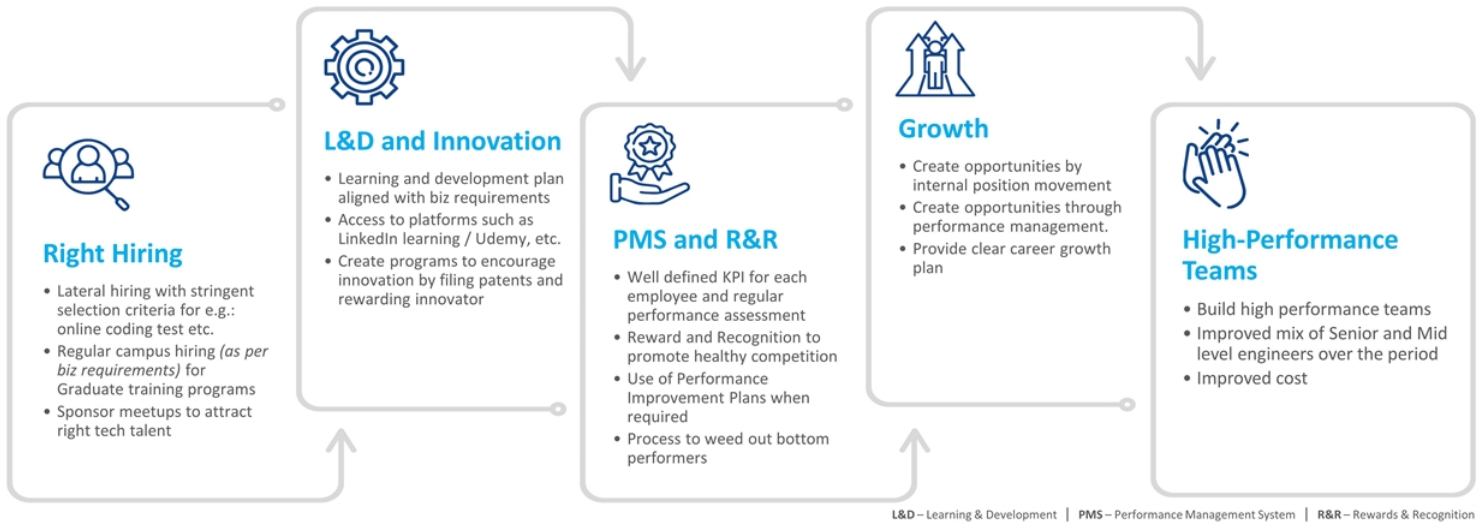 Right Hiring
• Lateral hiring with stringent
selection criteria for e.g.:
online coding test etc.
• Regular campus hiring (as per
biz requirements) for
Graduate training programs
• Sponsor meetups to attract
right tech talent
L&D and Innovation
• Learning and development plan
aligned with biz requirements
• Access to platforms such as
LinkedIn learning / Udemy, etc.
• Create programs to encourage
innovation by filing patents and
rewarding innovator
PMS and R&R
• Well defined KPI for each
employee and regular
performance assessment
• Reward and Recognition to
promote healthy competition
• Use of Performance
Improvement Plans when
required
• Process to weed out bottom
performers
Growth
• Create opportunities by
internal position movement
• Create opportunities through
performance management.
• Provide clear career growth
plan
High-Performance
Teams
• Build high performance teams
• Improved mix of Senior and Mid
level engineers over the period
• Improved cost
L&D – Learning & Development | PMS – Performance Management System | R&R – Rewards & Recognition